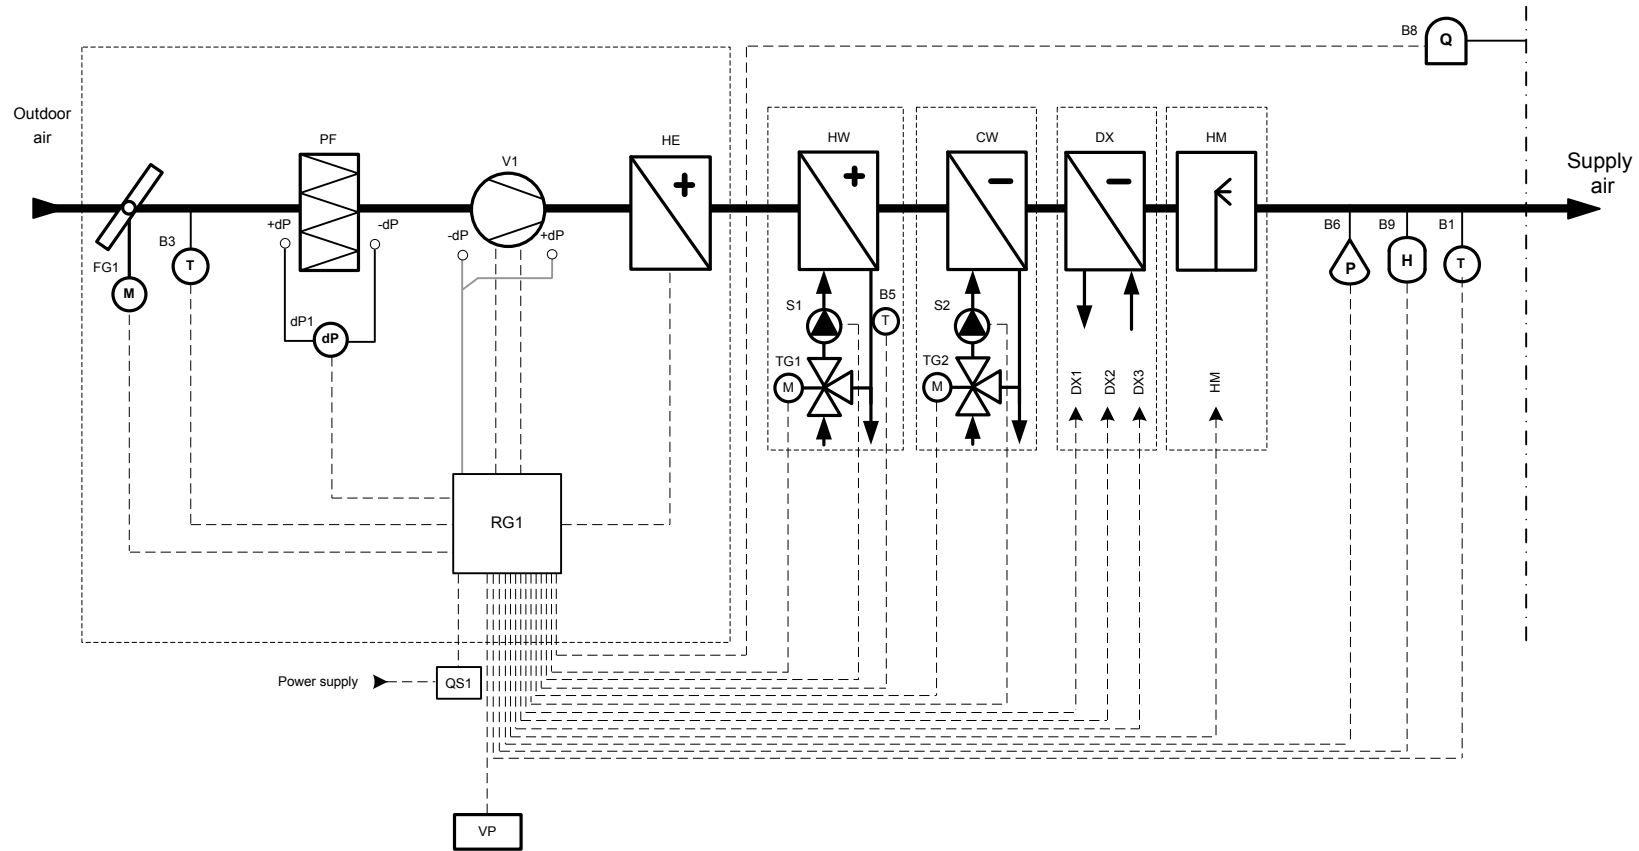 B8
Q
Outdoor
air
PF
V1
HE
HW
CW
DX
HM
Supply
air
+dP
-dP
-dP
+dP
B3
T
FG1
M
dP1
dP
B6
P
B9
H
B1
T
S1
B5
T
S2
TG1
M
TG2
M
DX1
DX2
DX3
HM
RG1
Power supply
QS1
VP